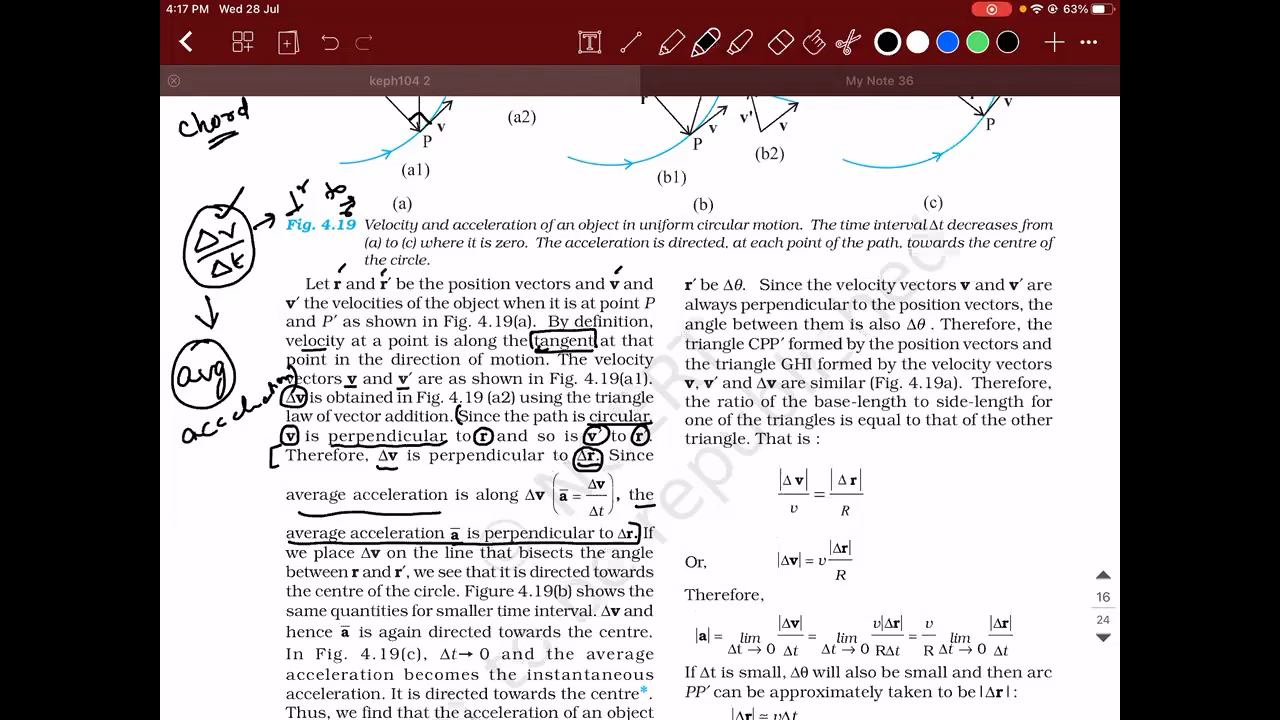 4:17 PM Wed 28 Jul
63%
keph104 2
My Note 36
chord
r
v'
v
v
v
v
P
P
P
(a1)
(a2)
(b1)
(b2)
(a)
(b)
(c)
Δv
Δt
avg
acceleration
Fig. 4.19 Velocity and acceleration of an object in uniform circular motion. The time interval Δt decreases from
(a) to (c) where it is zero. The acceleration is directed, at each point of the path, towards the centre of
the circle.
Let r and r′ be the position vectors and v and
v′ the velocities of the object when it is at point P
and P′ as shown in Fig. 4.19(a). By definition,
velocity at a point is along the tangent at that
point in the direction of motion. The velocity
vectors v and v′ are as shown in Fig. 4.19(a1).
Δv is obtained in Fig. 4.19 (a2) using the triangle
law of vector addition. Since the path is circular,
v is perpendicular to r and so is v′ to r′.
Therefore, Δv is perpendicular to Δr. Since
average acceleration is along Δv (a̅ = Δv/Δt), the
average acceleration a̅ is perpendicular to Δr. If
we place Δv on the line that bisects the angle
between r and r′, we see that it is directed towards
the centre of the circle. Figure 4.19(b) shows the
same quantities for smaller time interval. Δv and
hence a̅ is again directed towards the centre.
In Fig. 4.19(c), Δt→ 0 and the average
acceleration becomes the instantaneous
acceleration. It is directed towards the centre*.
Thus, we find that the acceleration of an object
r′ be Δθ. Since the velocity vectors v and v′ are
always perpendicular to the position vectors, the
angle between them is also Δθ . Therefore, the
triangle CPP′ formed by the position vectors and
the triangle GHI formed by the velocity vectors
v, v′ and Δv are similar (Fig. 4.19a). Therefore,
the ratio of the base-length to side-length for
one of the triangles is equal to that of the other
triangle. That is :
|Δv|/υ = |Δr|/R
Or, |Δv| = υ |Δr|/R
Therefore,
|a| = lim Δt → 0 |Δv|/Δt = lim Δt → 0 υ|Δr|/RΔt = υ/R lim Δt → 0 |Δr|/Δt
If Δt is small, Δθ will also be small and then arc
PP′ can be approximately taken to be|Δr|:
|Δr| ≃ υΔt
16
24